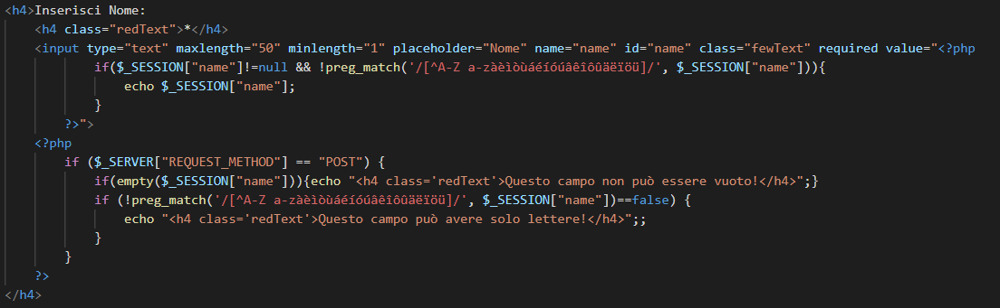 <h4>Inserisci Nome:
<h4 class="redText">*</h4>
<input type="text" maxlength="50" minlength="1" placeholder="Nome" name="name" id="name" class="fewText" required value="<?php
if($_SESSION["name"]!=null && !preg_match('/[^A-Z a-zàèìòùáéíóúâêîôûäëïöü]/', $_SESSION["name"])){
echo $_SESSION["name"];
}
?>">
<?php
if ($_SERVER["REQUEST_METHOD"] == "POST") {
if(empty($_SESSION["name"])){echo "<h4 class='redText'>Questo campo non può essere vuoto!</h4>";}
if (!preg_match('/[^A-Z a-zàèìòùáéíóúâêîôûäëïöü]/', $_SESSION["name"])==false) {
echo "<h4 class='redText'>Questo campo può avere solo lettere!</h4>";;
}
}
?>
</h4>